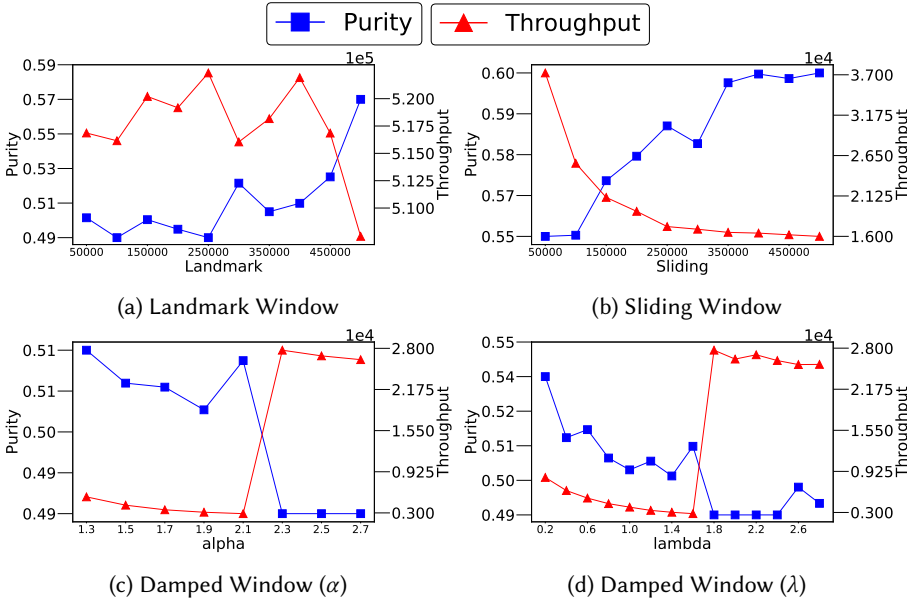 Purity Throughput
1e5
0.59
0.57
0.55
0.53
0.51
0.49
Purity
5.200
5.175
5.150
5.125
5.100
Throughput
50000 150000 250000 350000 450000
Landmark
(a) Landmark Window
1e4
0.60
0.59
0.58
0.57
0.55
Purity
3.700
3.175
2.650
2.125
1.600
Throughput
50000 150000 250000 350000 450000
Sliding
(b) Sliding Window
1e4
0.51
0.51
0.50
0.49
0.49
Purity
2.800
2.175
1.550
0.925
0.300
Throughput
1.3 1.5 1.7 1.9 2.1 2.3 2.5 2.7
alpha
(c) Damped Window (α)
1e4
0.55
0.54
0.52
0.51
0.50
0.49
Purity
2.800
2.175
1.550
0.925
0.300
Throughput
0.2 0.6 1.0 1.4 1.8 2.2 2.6
lambda
(d) Damped Window (λ)